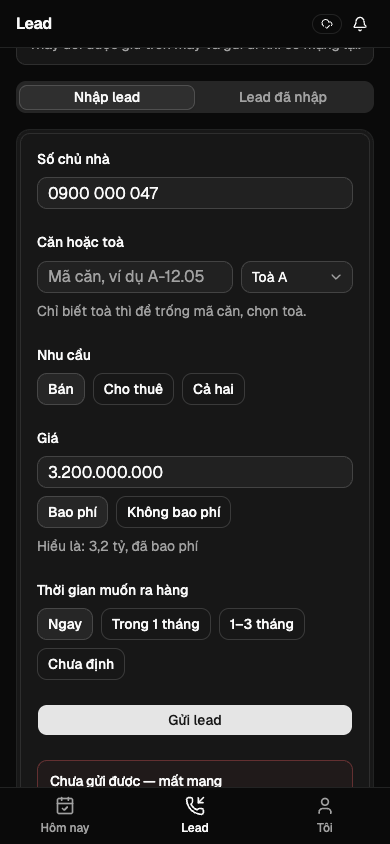 Lead
Nhập lead
Lead đã nhập
Số chủ nhà
0900 000 047
Căn hoặc toà
Mã căn, ví dụ A-12.05
Toà A
Chỉ biết toà thì để trống mã căn, chọn toà.
Nhu cầu
Bán
Cho thuê
Cả hai
Giá
3.200.000.000
Bao phí
Không bao phí
Hiểu là: 3,2 tỷ, đã bao phí
Thời gian muốn ra hàng
Ngay
Trong 1 tháng
1–3 tháng
Chưa định
Gửi lead
Chưa gửi được — mất mạng
Hôm nay
Lead
Tôi